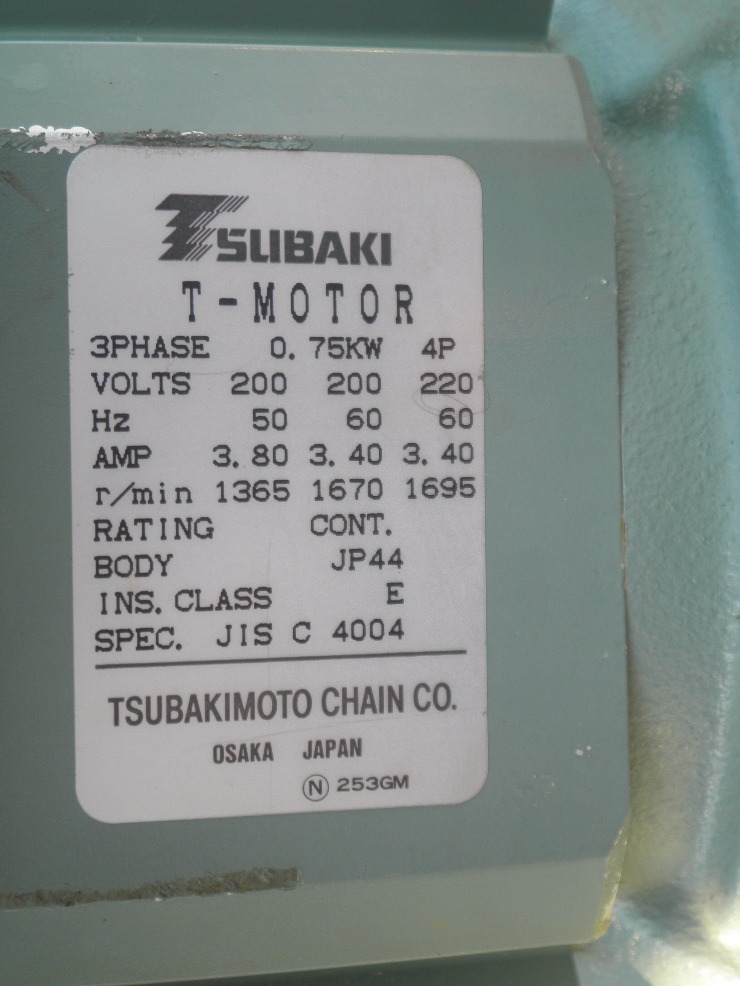 TSUBAKI
T-MOTOR
3PHASE 0.75KW 4P
VOLTS 200 200 220
Hz 50 60 60
AMP 3.80 3.40 3.40
r/min 1365 1670 1695
RATING CONT.
BODY JP44
INS. CLASS E
SPEC. JIS C 4004
TSUBAKIMOTO CHAIN CO.
OSAKA JAPAN
Ⓝ 253GM